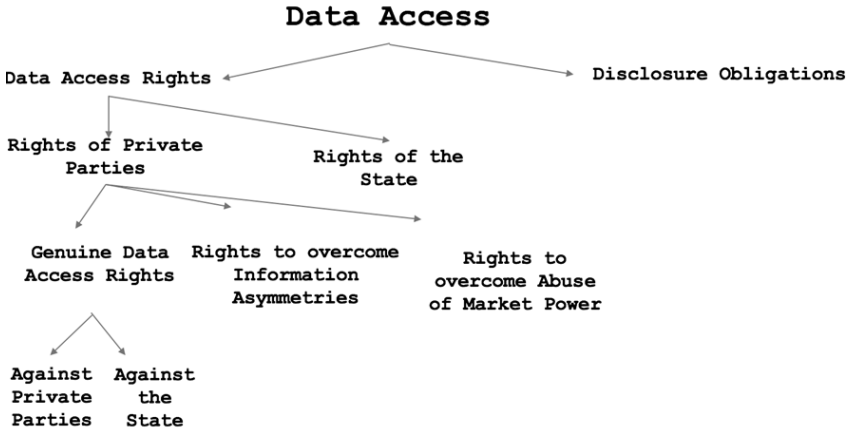 Data Access
Data Access Rights
Disclosure Obligations
Rights of Private
Parties
Rights of the
State
Genuine Data
Access Rights
Rights to overcome
Information
Asymmetries
Rights to
overcome Abuse
of Market Power
Against
Private
Parties
Against
the
State